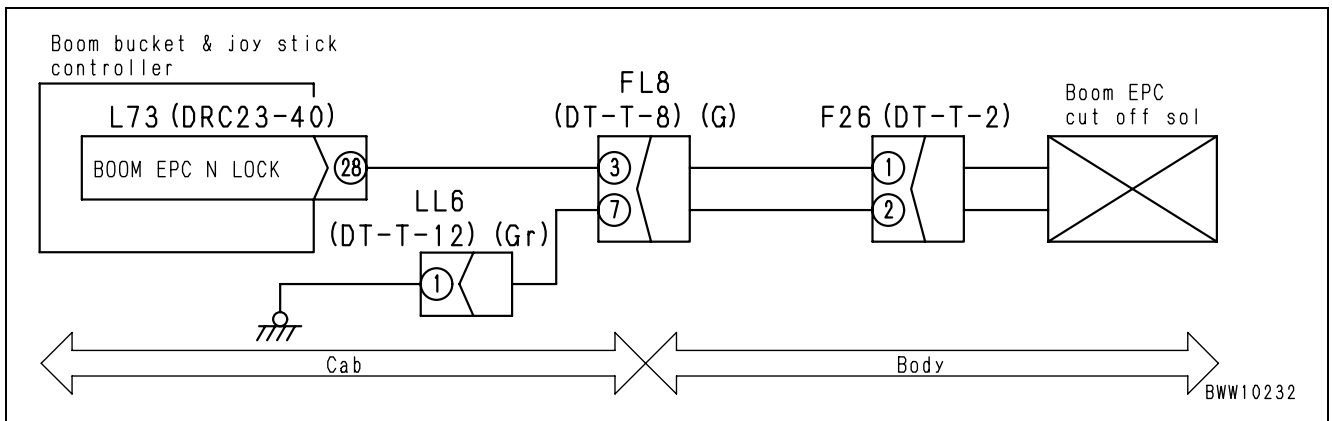 Boom bucket & joy stick
controller
L73 (DRC23-40)
BOOM EPC N LOCK
28
FL8
(DT-T-8) (G)
3
7
LL6
(DT-T-12) (Gr)
1
F26 (DT-T-2)
1
2
Boom EPC
cut off sol
Cab
Body
BWW10232